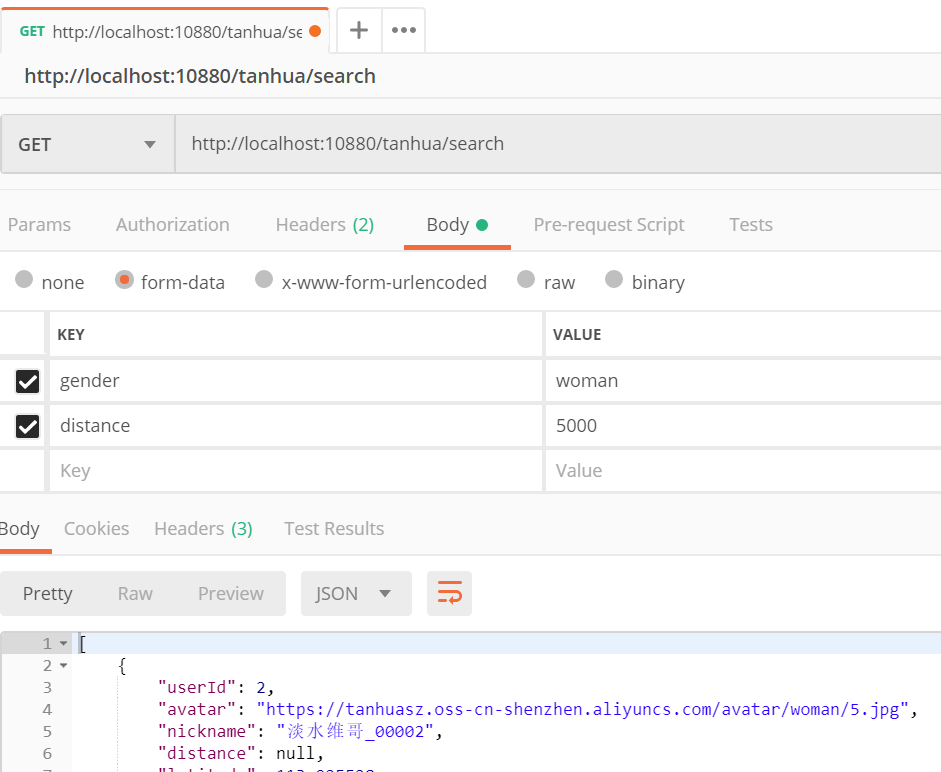 GET http://localhost:10880/tanhua/se
http://localhost:10880/tanhua/search
GET http://localhost:10880/tanhua/search
Params Authorization Headers (2) Body Pre-request Script Tests
none form-data x-www-form-urlencoded raw binary
KEY VALUE
gender woman
distance 5000
Key Value
Body Cookies Headers (3) Test Results
Pretty Raw Preview JSON
1 [
2 {
3 "userId": 2,
4 "avatar": "https://tanhuasz.oss-cn-shenzhen.aliyuncs.com/avatar/woman/5.jpg",
5 "nickname": "淡水维哥_00002",
6 "distance": null,